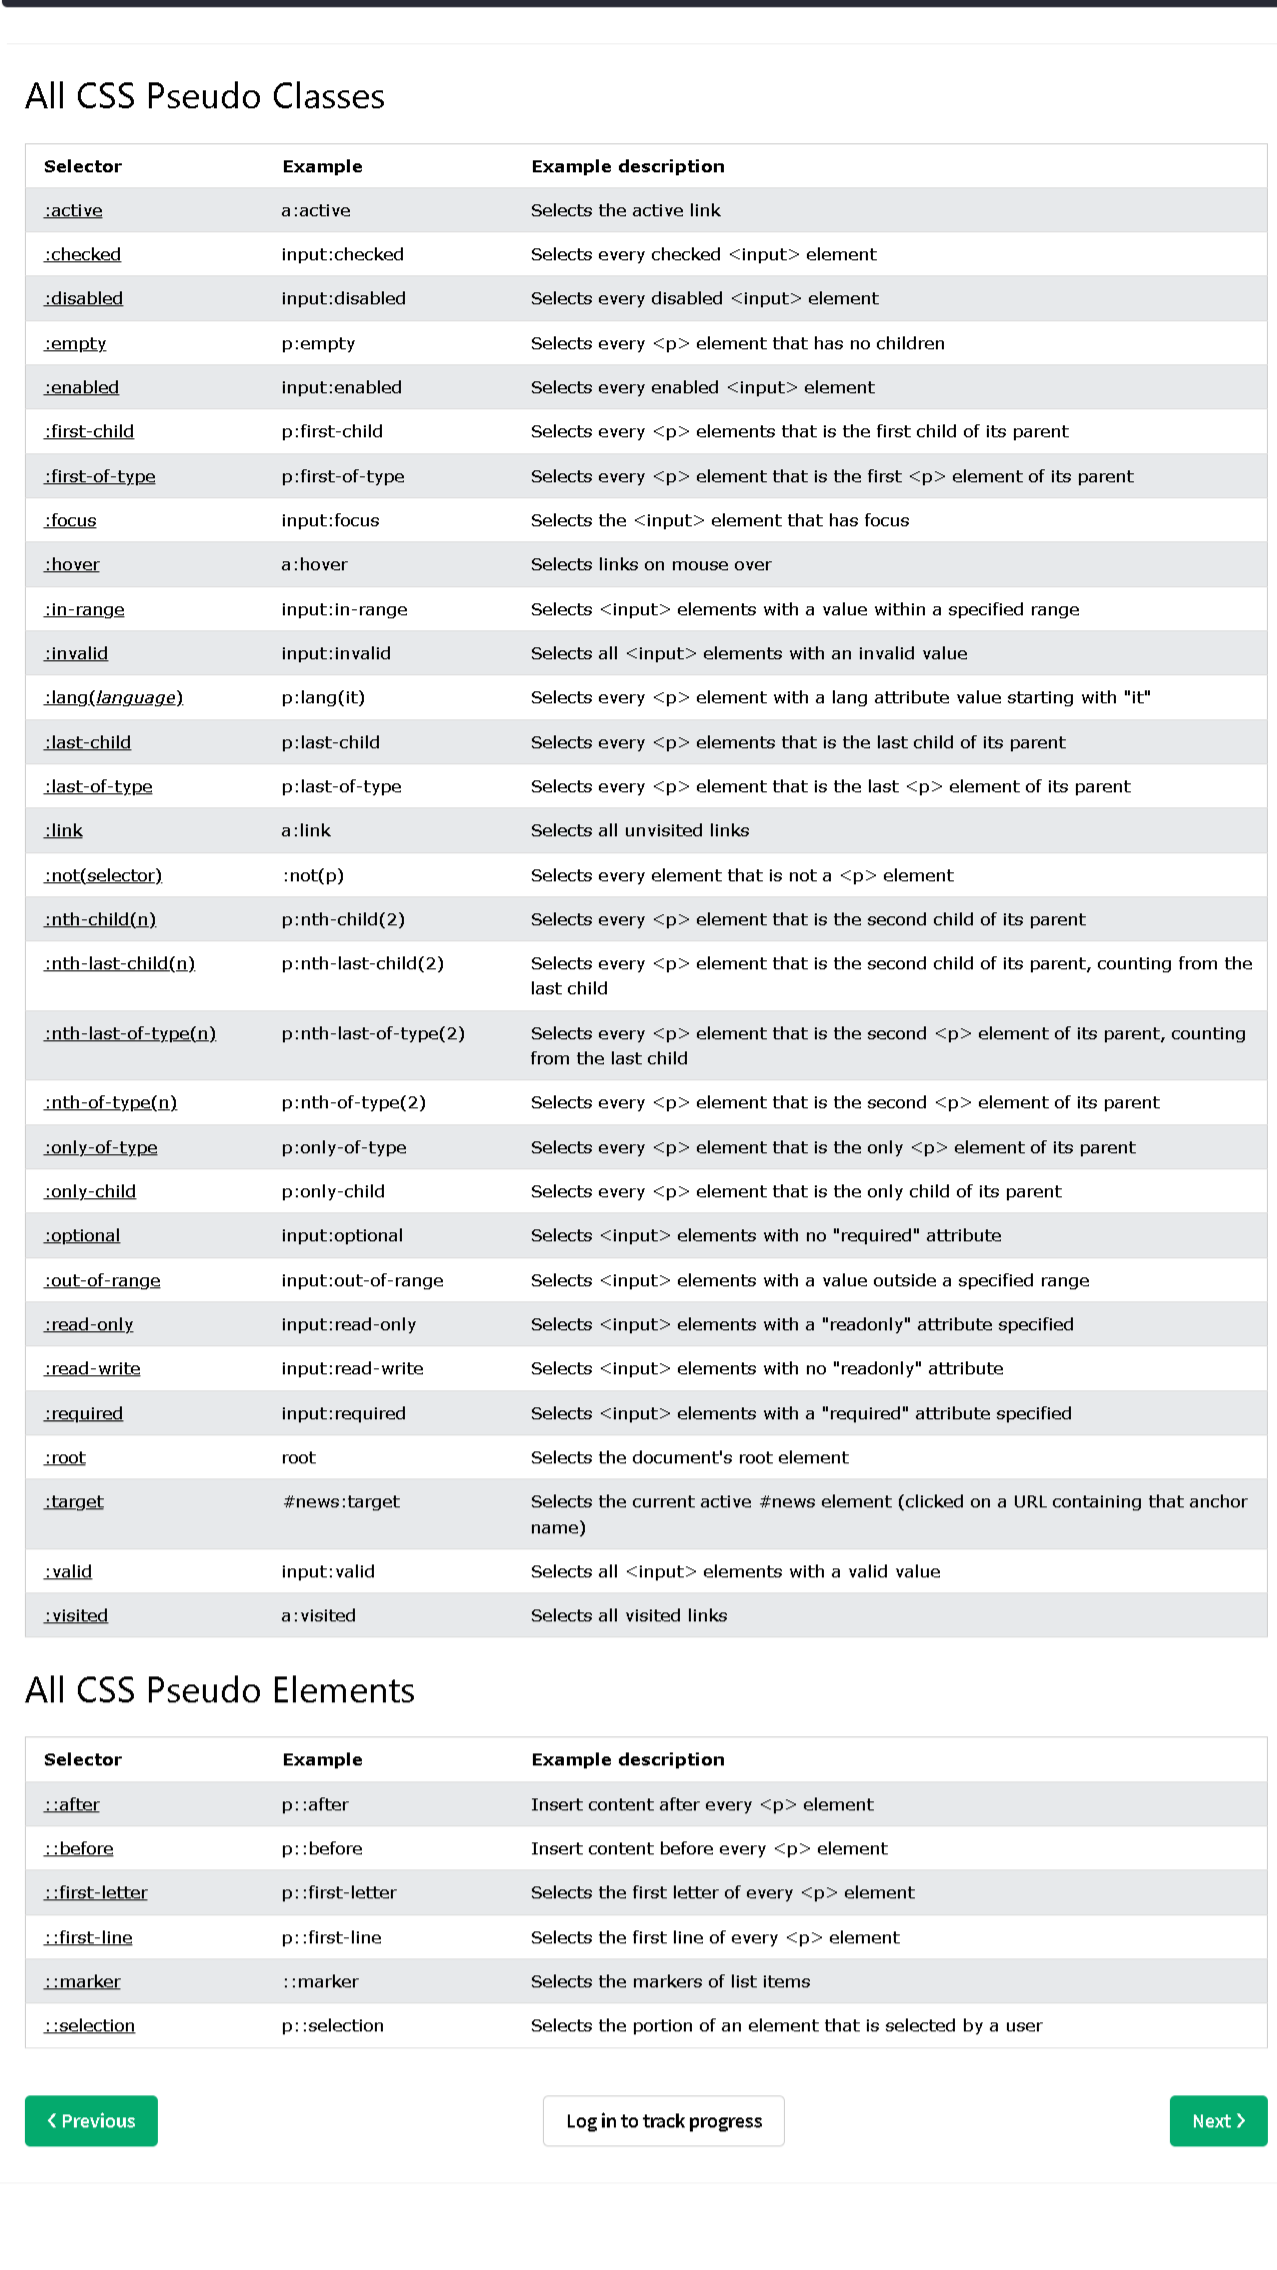 All CSS Pseudo Classes
Selector Example Example description
:active a:active Selects the active link
:checked input:checked Selects every checked <input> element
:disabled input:disabled Selects every disabled <input> element
:empty p:empty Selects every <p> element that has no children
:enabled input:enabled Selects every enabled <input> element
:first-child p:first-child Selects every <p> elements that is the first child of its parent
:first-of-type p:first-of-type Selects every <p> element that is the first <p> element of its parent
:focus input:focus Selects the <input> element that has focus
:hover a:hover Selects links on mouse over
:in-range input:in-range Selects <input> elements with a value within a specified range
:invalid input:invalid Selects all <input> elements with an invalid value
:lang(language) p:lang(it) Selects every <p> element with a lang attribute value starting with "it"
:last-child p:last-child Selects every <p> elements that is the last child of its parent
:last-of-type p:last-of-type Selects every <p> element that is the last <p> element of its parent
:link a:link Selects all unvisited links
:not(selector) :not(p) Selects every element that is not a <p> element
:nth-child(n) p:nth-child(2) Selects every <p> element that is the second child of its parent
:nth-last-child(n) p:nth-last-child(2) Selects every <p> element that is the second child of its parent, counting from the
last child
:nth-last-of-type(n) p:nth-last-of-type(2) Selects every <p> element that is the second <p> element of its parent, counting
from the last child
:nth-of-type(n) p:nth-of-type(2) Selects every <p> element that is the second <p> element of its parent
:only-of-type p:only-of-type Selects every <p> element that is the only <p> element of its parent
:only-child p:only-child Selects every <p> element that is the only child of its parent
:optional input:optional Selects <input> elements with no "required" attribute
:out-of-range input:out-of-range Selects <input> elements with a value outside a specified range
:read-only input:read-only Selects <input> elements with a "readonly" attribute specified
:read-write input:read-write Selects <input> elements with no "readonly" attribute
:required input:required Selects <input> elements with a "required" attribute specified
:root root Selects the document's root element
:target #news:target Selects the current active #news element (clicked on a URL containing that anchor
name)
:valid input:valid Selects all <input> elements with a valid value
:visited a:visited Selects all visited links
All CSS Pseudo Elements
Selector Example Example description
::after p::after Insert content after every <p> element
::before p::before Insert content before every <p> element
::first-letter p::first-letter Selects the first letter of every <p> element
::first-line p::first-line Selects the first line of every <p> element
::marker ::marker Selects the markers of list items
::selection p::selection Selects the portion of an element that is selected by a user
❮ Previous Log in to track progress Next ❯